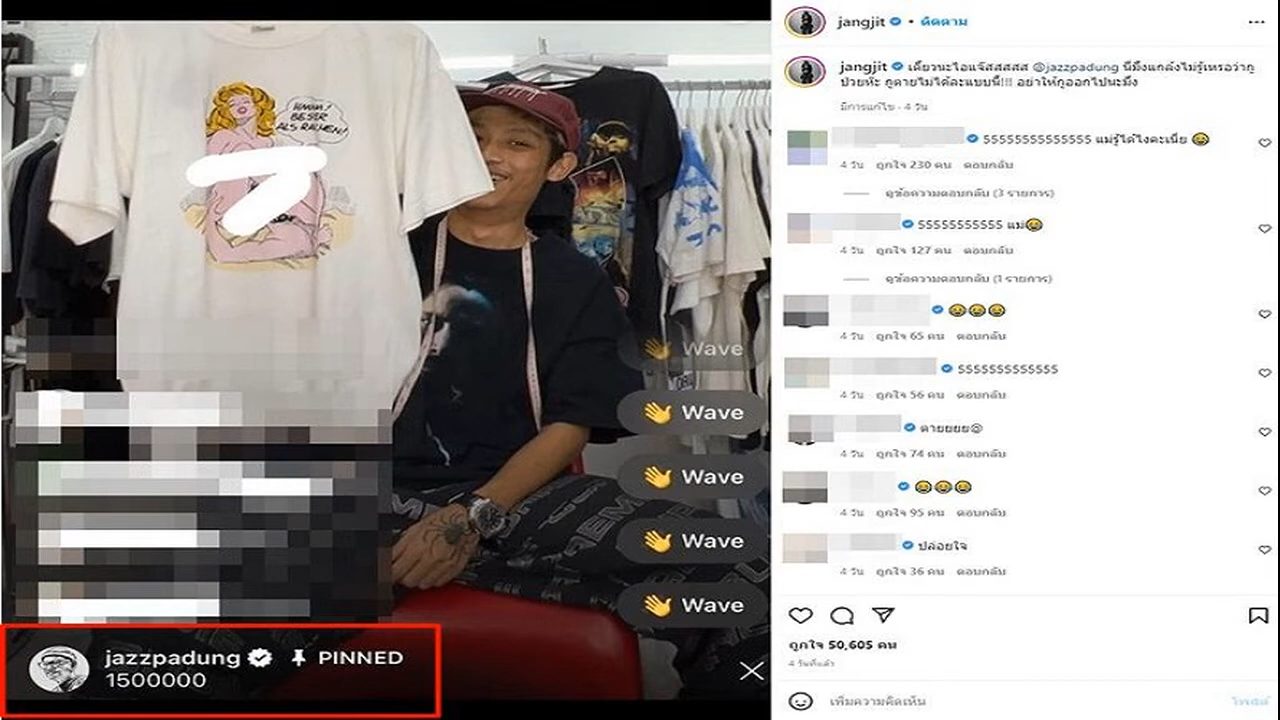 HMMM!
BESSER
ALS RAUHEN!
Wave
Wave
Wave
Wave
Wave
jazzpadung PINNED
1500000
jangjit • ติดตาม
jangjit เดี๋ยวนะไอแจ๊สสสสส @jazzpadung นี่มึงแกล้งไม่รู้เหรอว่ากู
ป่วยห๊ะ กูตายไม่ได้ละแบบนี้!!! อย่าให้กูออกไปนะมึง
มีการแก้ไข · 4 วัน
55555555555555 แม่รู้ได้ไงคะเนี่ย 😂
4 วัน ถูกใจ 230 คน ตอบกลับ
ดูข้อความตอบกลับ (3 รายการ)
55555555555 แม่😂
4 วัน ถูกใจ 127 คน ตอบกลับ
ดูข้อความตอบกลับ (1 รายการ)
😂😂😂
4 วัน ถูกใจ 65 คน ตอบกลับ
5555555555555
4 วัน ถูกใจ 56 คน ตอบกลับ
ตายยยย
4 วัน ถูกใจ 74 คน ตอบกลับ
😂😂😂
4 วัน ถูกใจ 95 คน ตอบกลับ
ปล่อยใจ
4 วัน ถูกใจ 36 คน ตอบกลับ
ถูกใจ 50,605 คน
4 วันที่แล้ว
เพิ่มความคิดเห็น
โพสต์